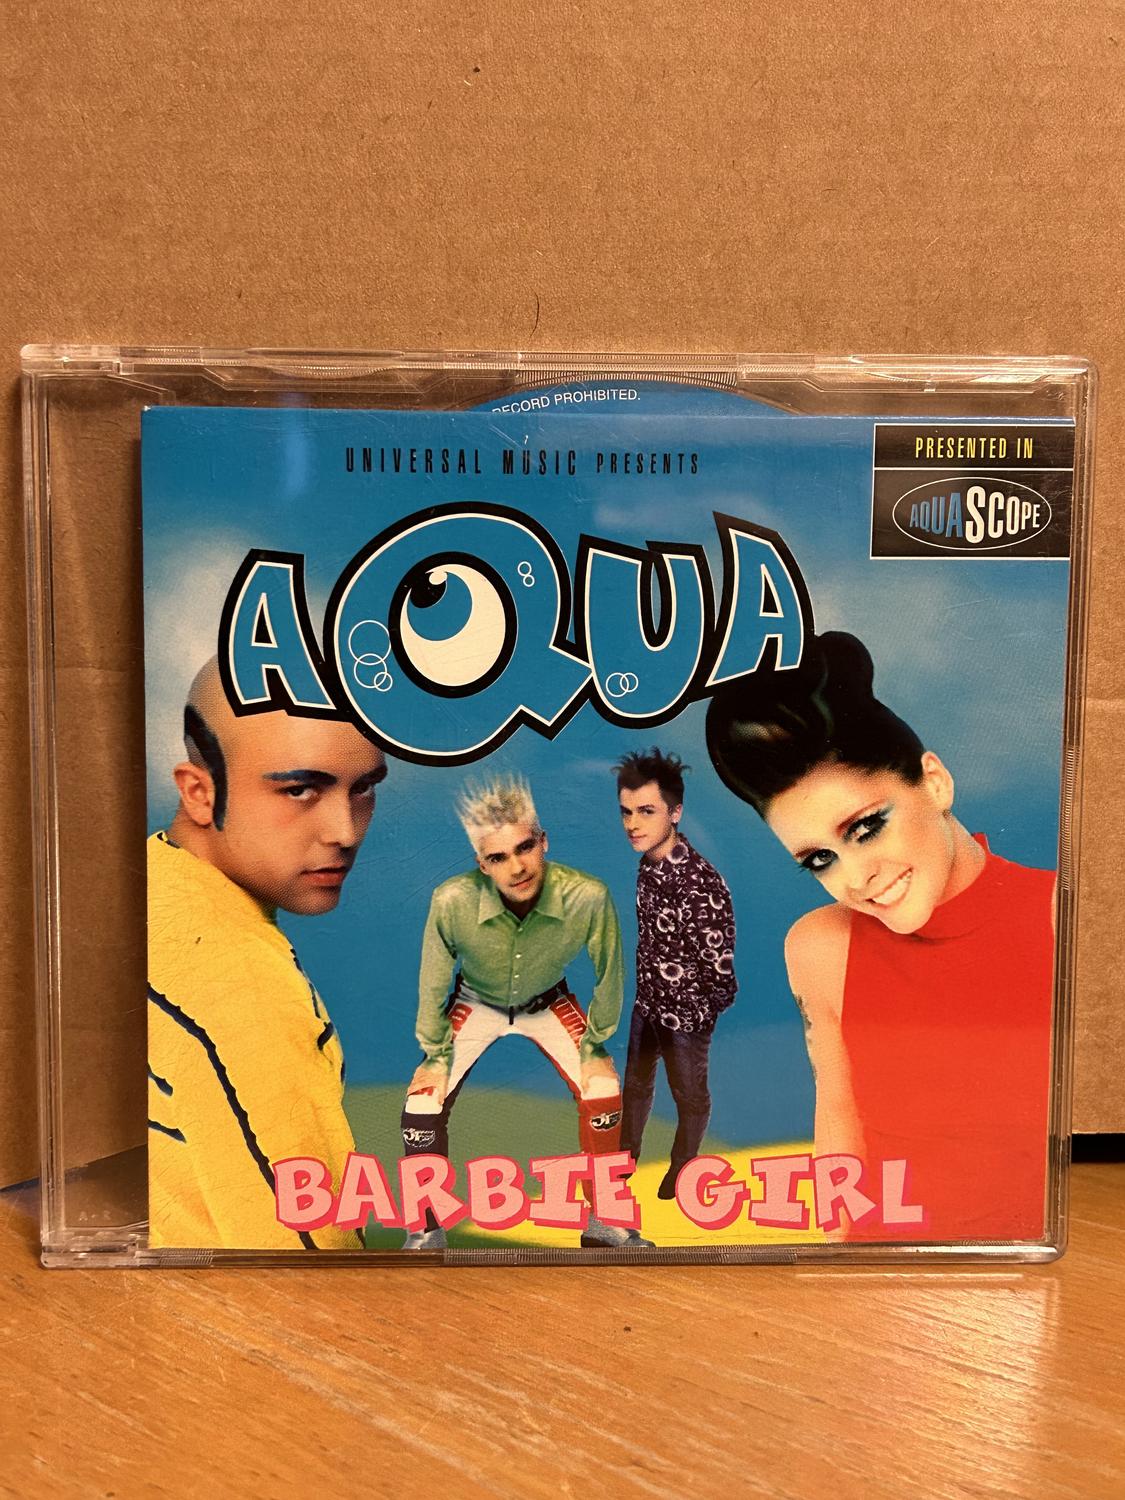 RECORD PROHIBITED.
UNIVERSAL MUSIC PRESENTS
PRESENTED IN
AQUASCOPE
AQUA
BARBIE GIRL